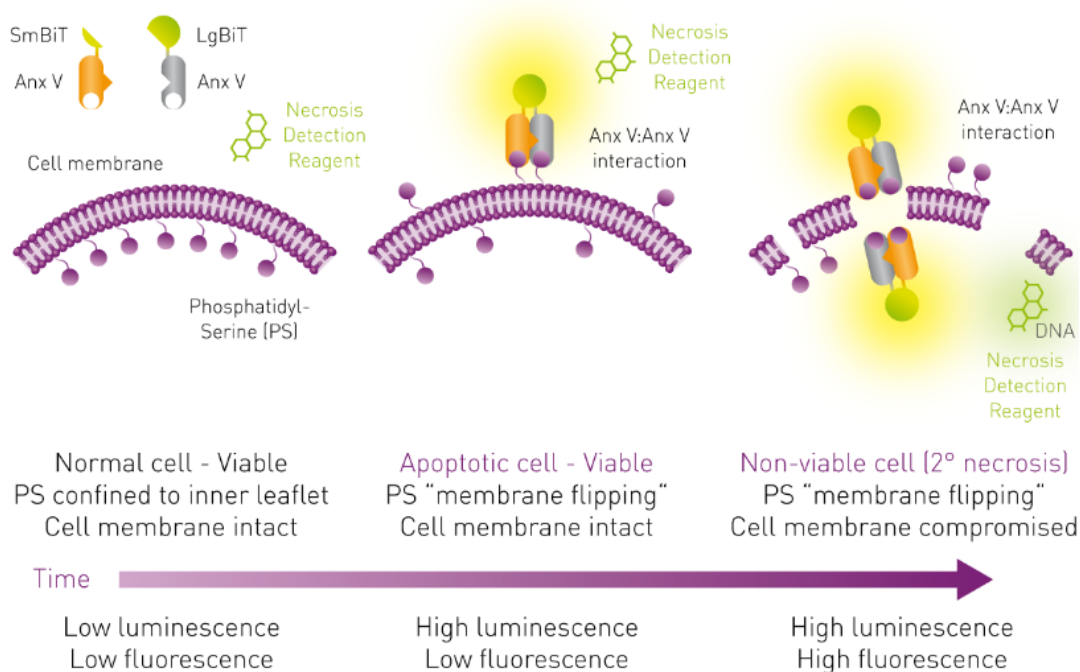 SmBiT
LgBiT
Anx V
Anx V
Necrosis
Detection
Reagent
Cell membrane
Phosphatidyl-
Serine (PS)
Necrosis
Detection
Reagent
Anx V:Anx V
interaction
Anx V:Anx V
interaction
DNA
Necrosis
Detection
Reagent
Normal cell - Viable
PS confined to inner leaflet
Cell membrane intact
Apoptotic cell - Viable
PS “membrane flipping“
Cell membrane intact
Non-viable cell (2° necrosis)
PS “membrane flipping“
Cell membrane compromised
Time
Low luminescence
Low fluorescence
High luminescence
Low fluorescence
High luminescence
High fluorescence